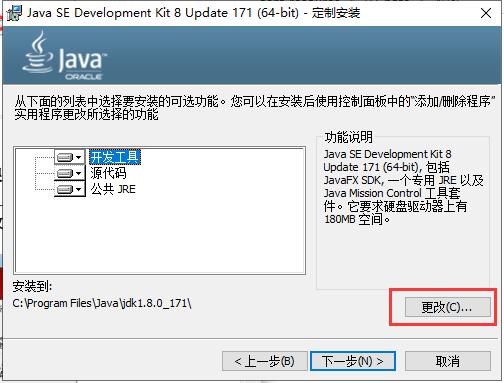 Java SE Development Kit 8 Update 171 (64-bit) - 定制安装
Java
ORACLE
从下面的列表中选择要安装的可选功能。您可以在安装后使用控制面板中的“添加/删除程序”
实用程序更改所选择的功能
开发工具
源代码
公共 JRE
功能说明
Java SE Development Kit 8
Update 171 (64-bit), 包括
JavaFX SDK, 一个专用 JRE 以及
Java Mission Control 工具套
件。它要求硬盘驱动器上有
180MB 空间。
安装到:
C:\Program Files\Java\jdk1.8.0_171\
更改(C)...
< 上一步(B)
下一步(N) >
取消